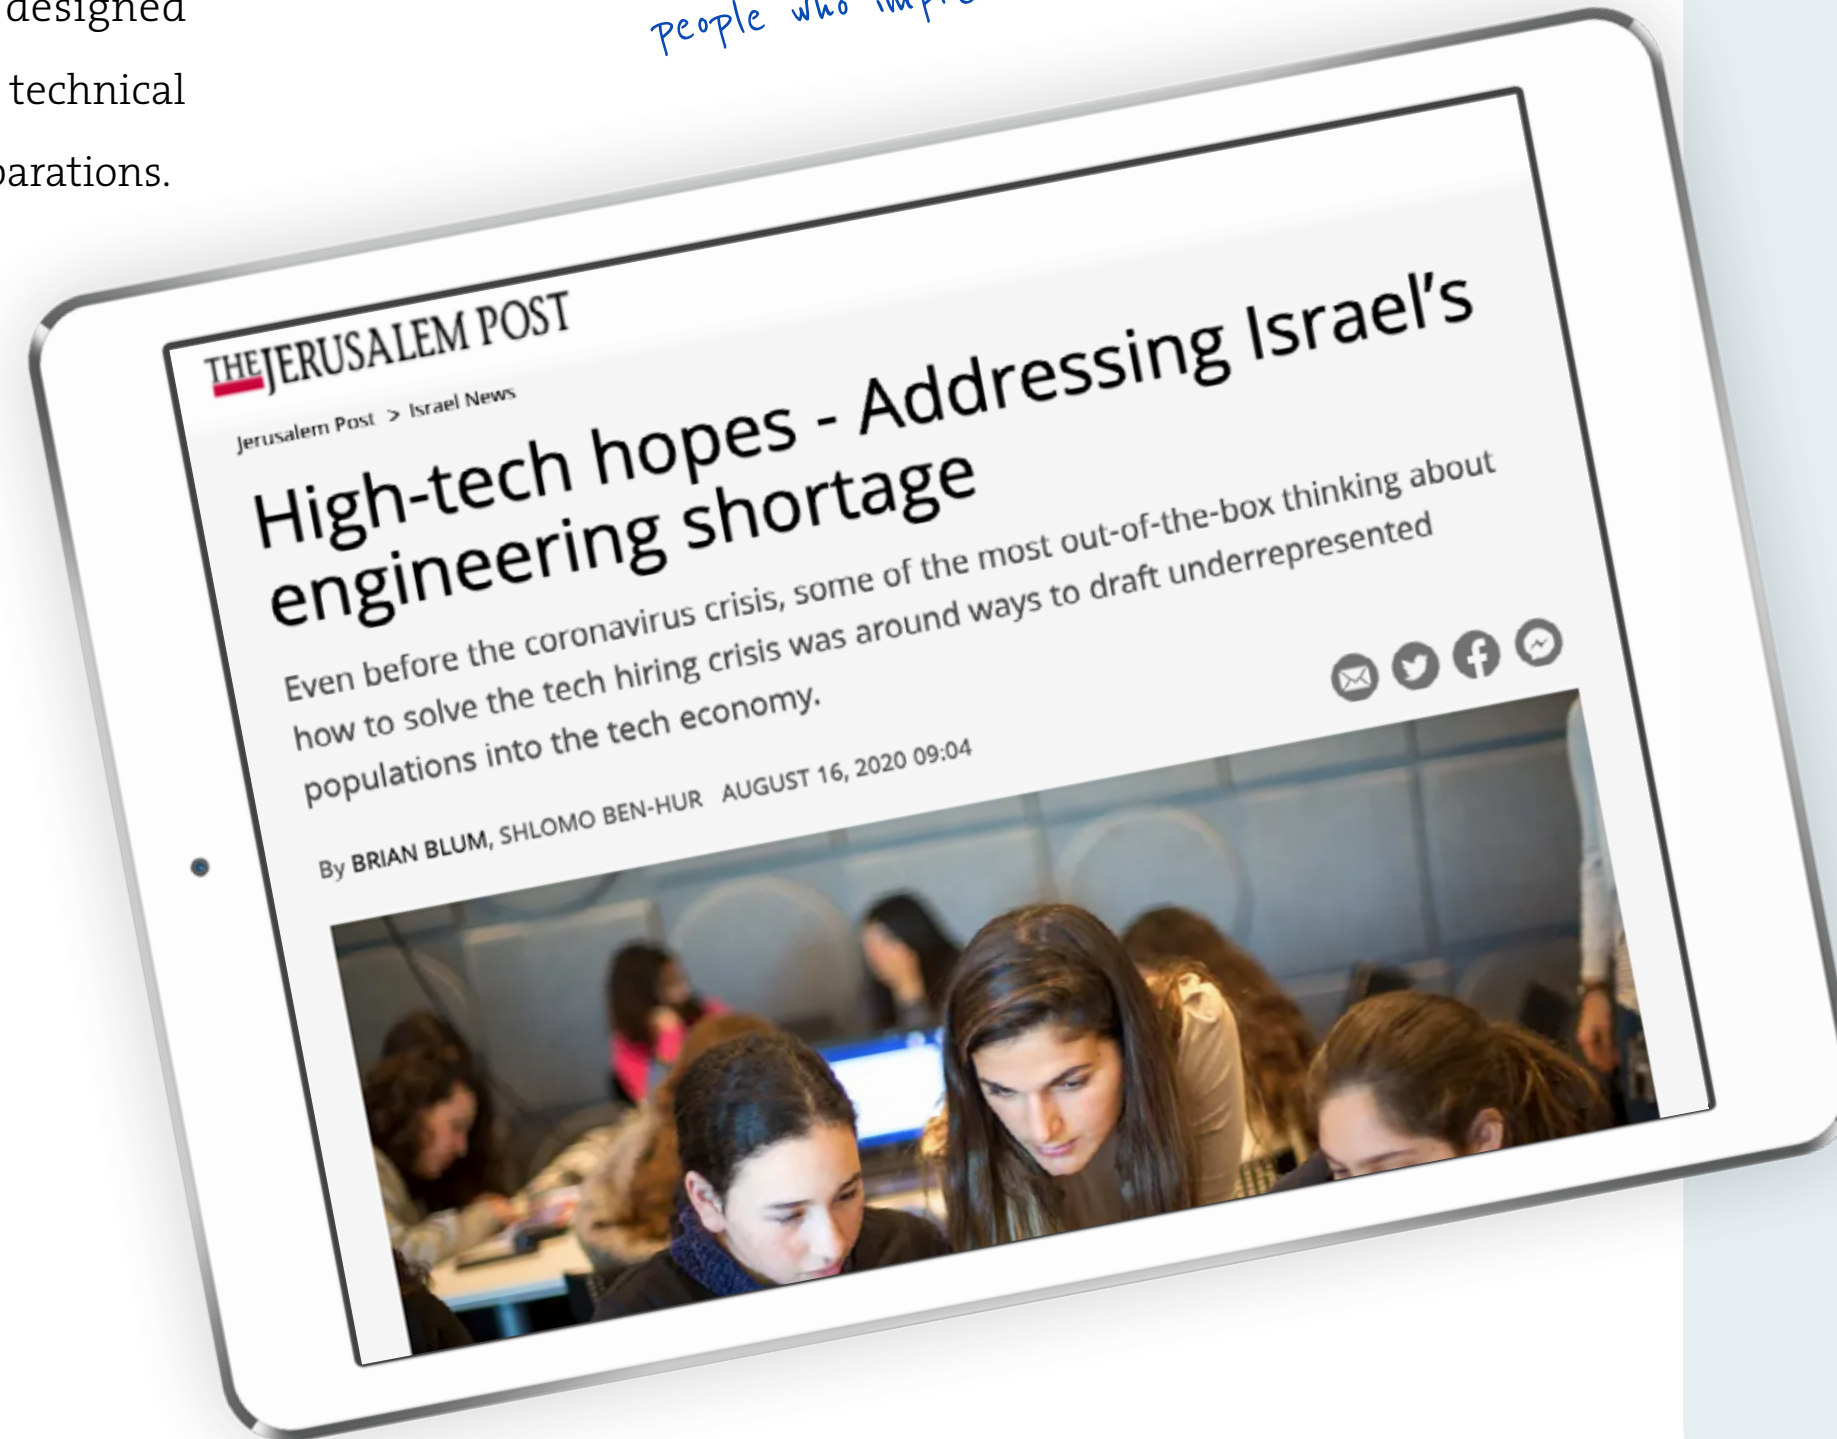 designed
technical
people who
THE JERUSALEM POST
Jerusalem Post > Israel News
High-tech hopes - Addressing Israel’s
engineering shortage
Even before the coronavirus crisis, some of the most out-of-the-box thinking about
how to solve the tech hiring crisis was around ways to draft underrepresented
populations into the tech economy.
By BRIAN BLUM, SHLOMO BEN-HUR AUGUST 16, 2020 09:04